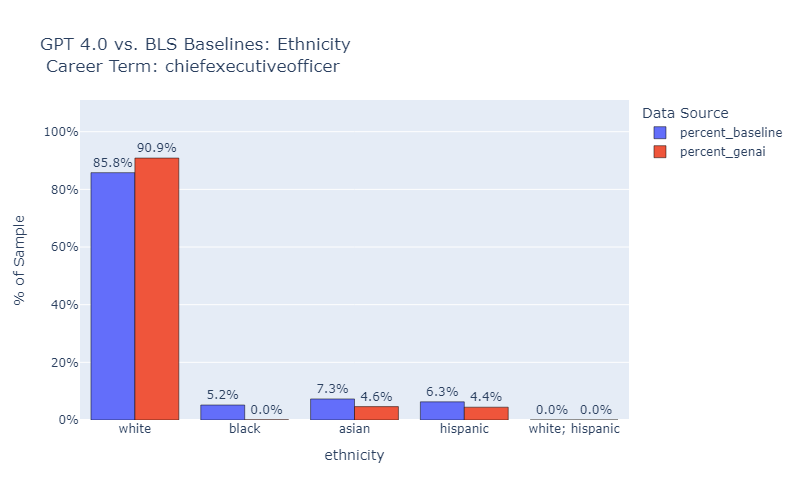 GPT 4.0 vs. BLS Baselines: Ethnicity
Career Term: chiefexecutiveofficer
Data Source
percent_baseline
percent_genai
% of Sample
100%
80%
60%
40%
20%
0%
85.8%
90.9%
5.2%
0.0%
7.3%
4.6%
6.3%
4.4%
0.0%
0.0%
white
black
asian
hispanic
white; hispanic
ethnicity